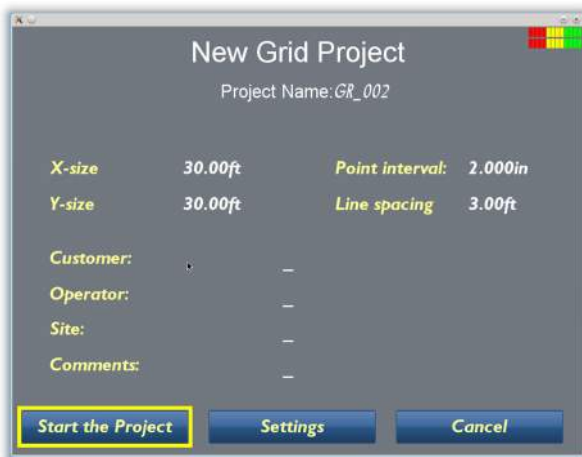 New Grid Project
Project Name:GR_002
X-size 30.00ft Point interval: 2.000in
Y-size 30.00ft Line spacing 3.00ft
Customer: _
Operator: _
Site: _
Comments: _
Start the Project Settings Cancel